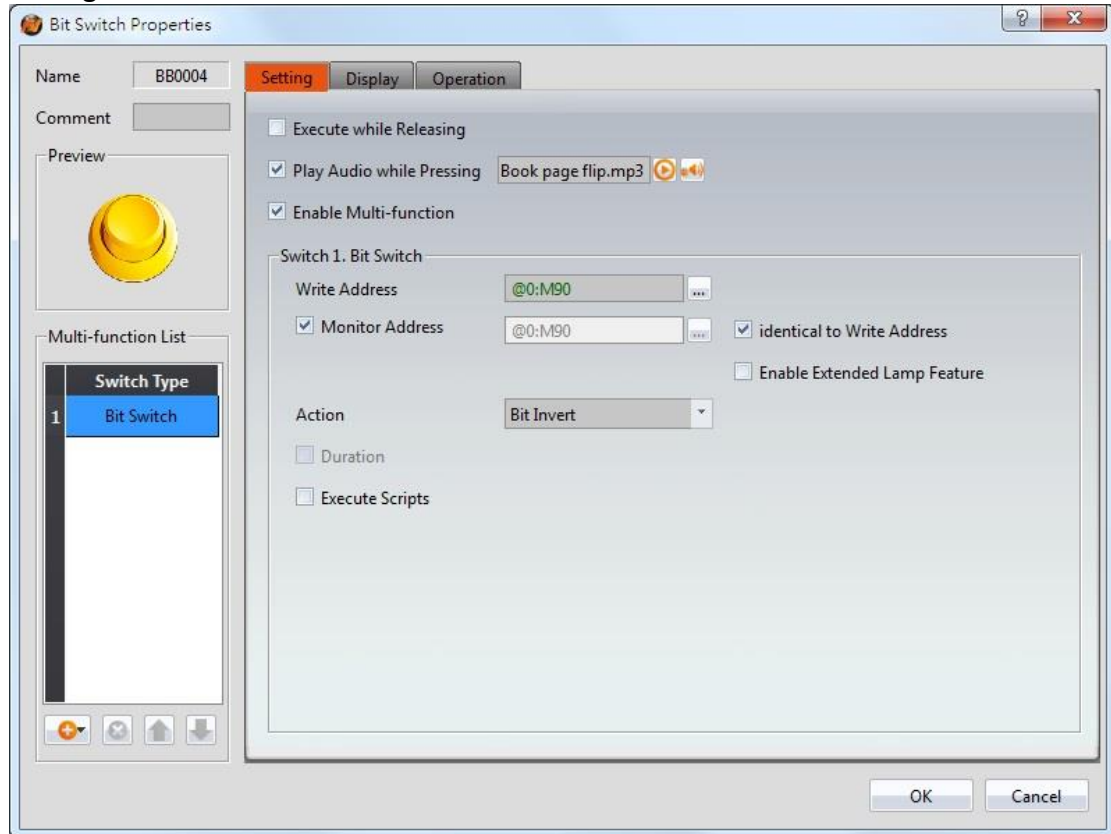 Bit Switch Properties
Name BB0004
Comment
Preview
Multi-function List
Switch Type
1 Bit Switch
Setting Display Operation
Execute while Releasing
Play Audio while Pressing Book page flip.mp3
Enable Multi-function
Switch 1. Bit Switch
Write Address @0:M90 ...
Monitor Address @0:M90 ... identical to Write Address
Enable Extended Lamp Feature
Action Bit Invert
Duration
Execute Scripts
OK Cancel